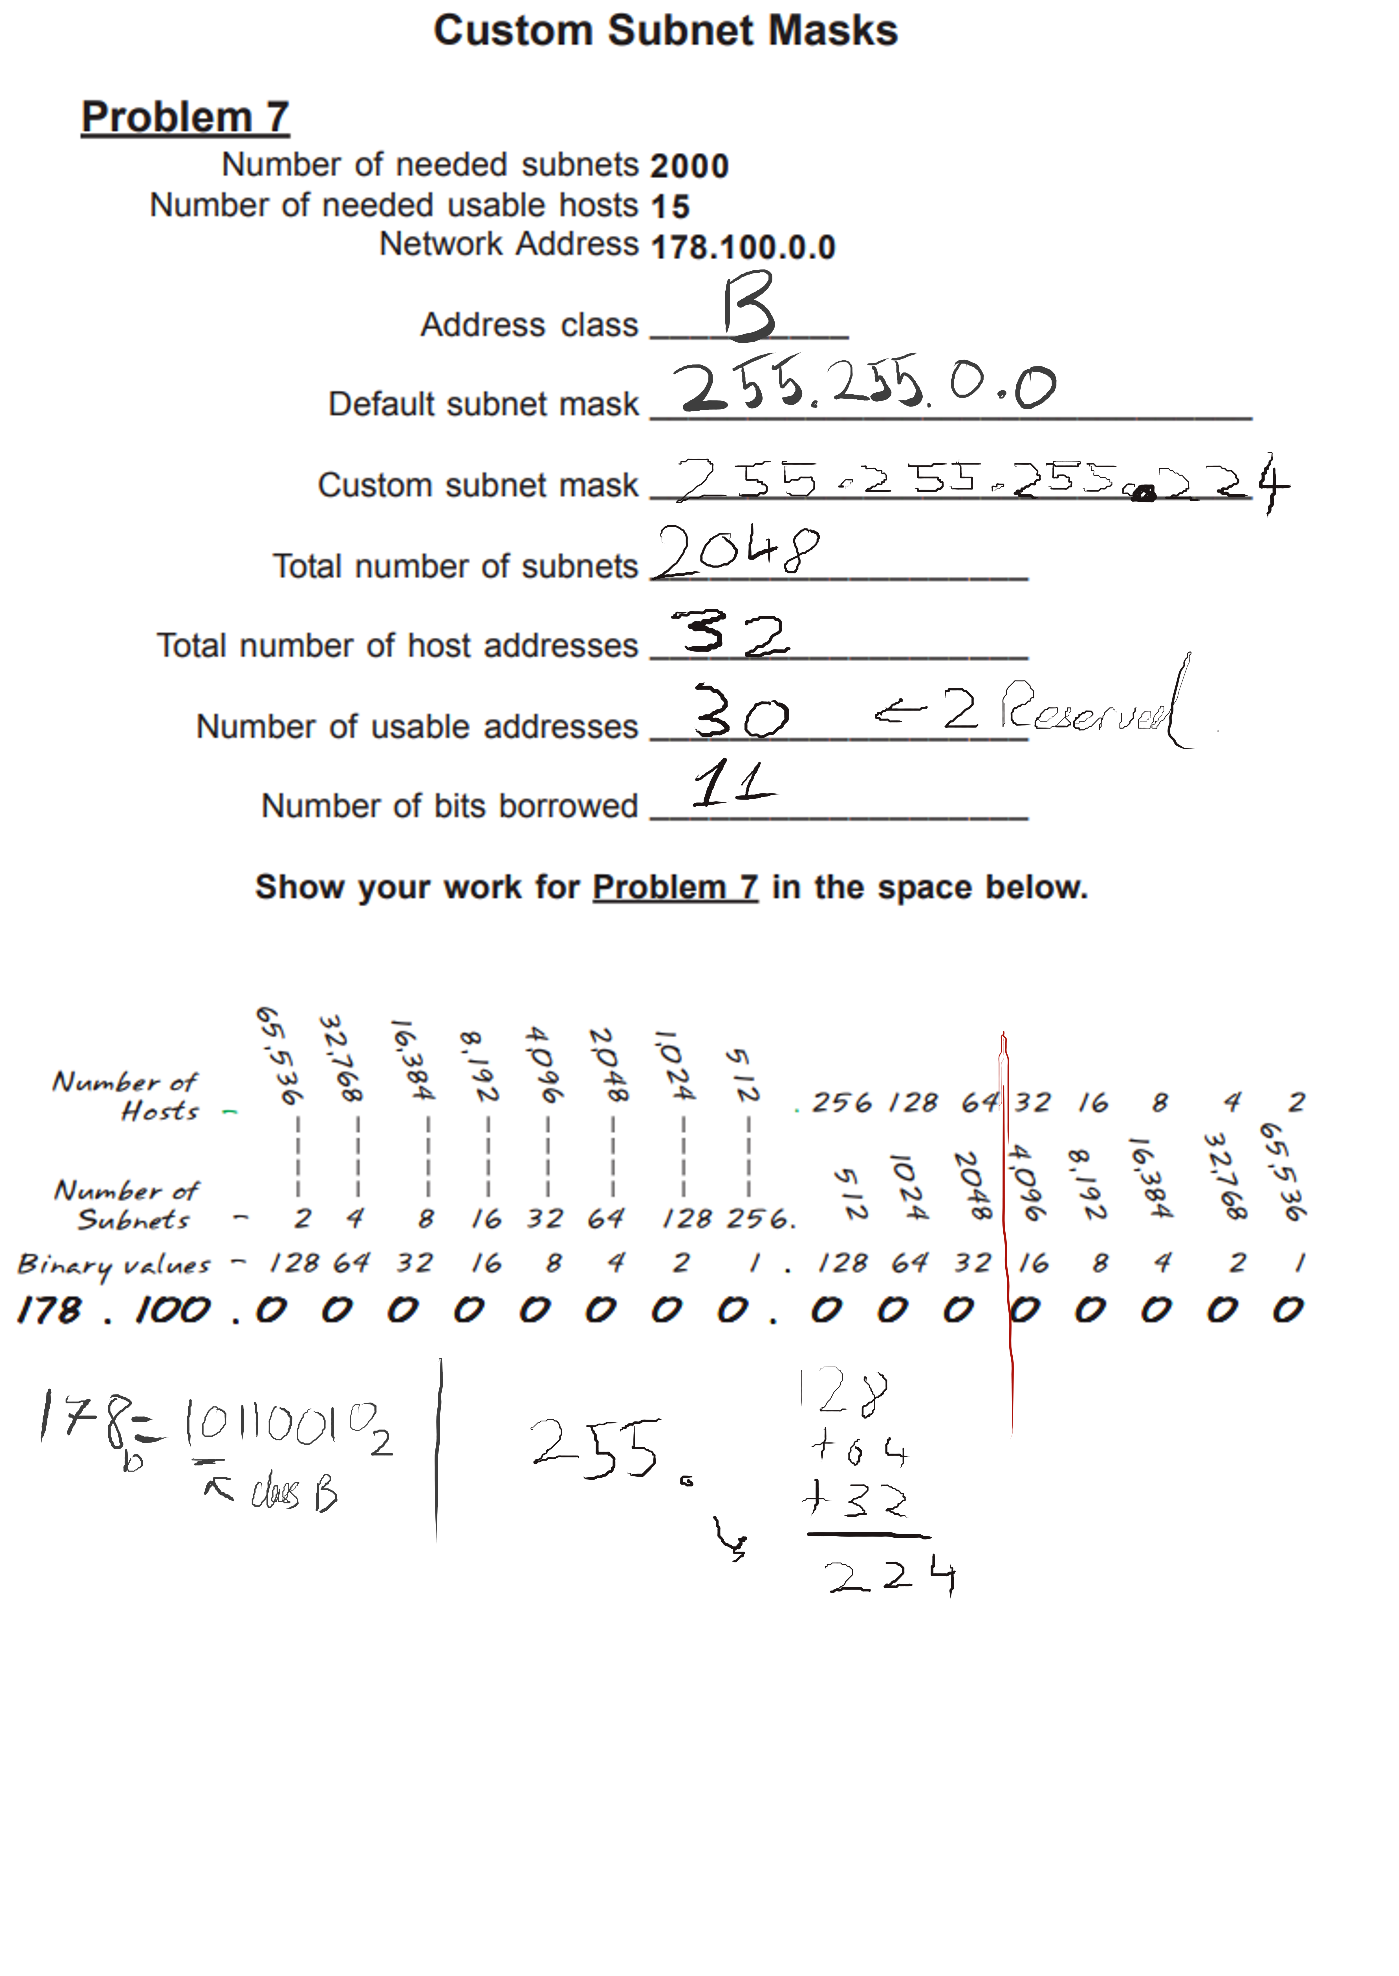 Custom Subnet Masks
Problem 7
Number of needed subnets 2000
Number of needed usable hosts 15
Network Address 178.100.0.0
Address class B
Default subnet mask 255.255.0.0
Custom subnet mask 255.255.255.224
Total number of subnets 2048
Total number of host addresses 32
Number of usable addresses 30 ← 2 Reserved
Number of bits borrowed 11
Show your work for Problem 7 in the space below.
Number of Hosts - 65,536 32,768 16,384 8,192 4,096 2,048 1,024 512 . 256 128 64 32 16 8 4 2
Number of Subnets - 2 4 8 16 32 64 128 256. 512 1024 2048 4,096 8,192 16,384 32,768 65,536
Binary values - 128 64 32 16 8 4 2 1 . 128 64 32 16 8 4 2 1
178 . 100 . 0 0 0 0 0 0 0 0 . 0 0 0 0 0 0 0 0
178 = 10110010₂
class B
255.
128
+64
+32
224